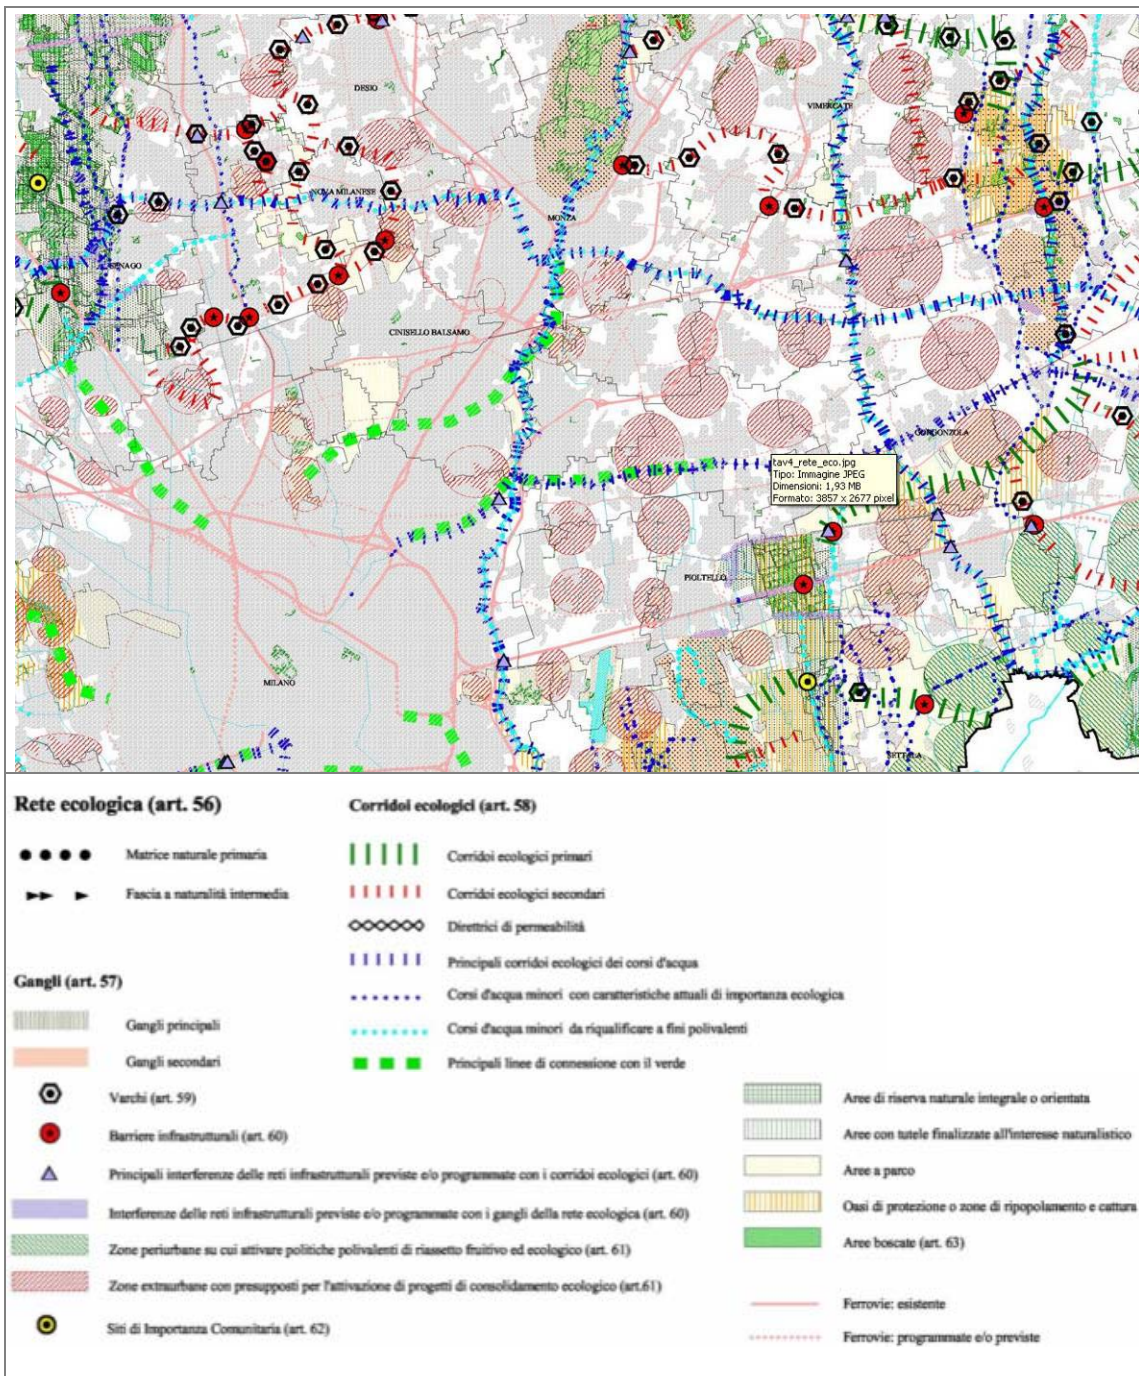 DESIO
VIMERCATE
NOVA MILANESE
MONZA
SENAGO
CINISELLO BALSAMO
GORGONZOLA
tav4_rete_eco.jpg
Tipo: Immagine JPEG
Dimensioni: 1,93 MB
Formato: 3857 x 2677 pixel
PIOLTELLO
MILANO
SETTALA
Rete ecologica (art. 56)
Matrice naturale primaria
Fascia a naturalità intermedia
Gangli (art. 57)
Gangli principali
Gangli secondari
Varchi (art. 59)
Barriere infrastrutturali (art. 60)
Principali interferenze delle reti infrastrutturali previste e/o programmate con i corridoi ecologici (art. 60)
Interferenze delle reti infrastrutturali previste e/o programmate con i gangli della rete ecologica (art. 60)
Zone periurbane su cui attivare politiche polivalenti di riassetto fruitivo ed ecologico (art. 61)
Zone extraurbane con presupposti per l'attivazione di progetti di consolidamento ecologico (art.61)
Siti di Importanza Comunitaria (art. 62)
Corridoi ecologici (art. 58)
Corridoi ecologici primari
Corridoi ecologici secondari
Direttrici di permeabilità
Principali corridoi ecologici dei corsi d'acqua
Corsi d'acqua minori con caratteristiche attuali di importanza ecologica
Corsi d'acqua minori da riqualificare a fini polivalenti
Principali linee di connessione con il verde
Aree di riserva naturale integrale o orientata
Aree con tutele finalizzate all'interesse naturalistico
Aree a parco
Oasi di protezione o zone di ripopolamento e cattura
Aree boscate (art. 63)
Ferrovie: esistente
Ferrovie: programmate e/o previste